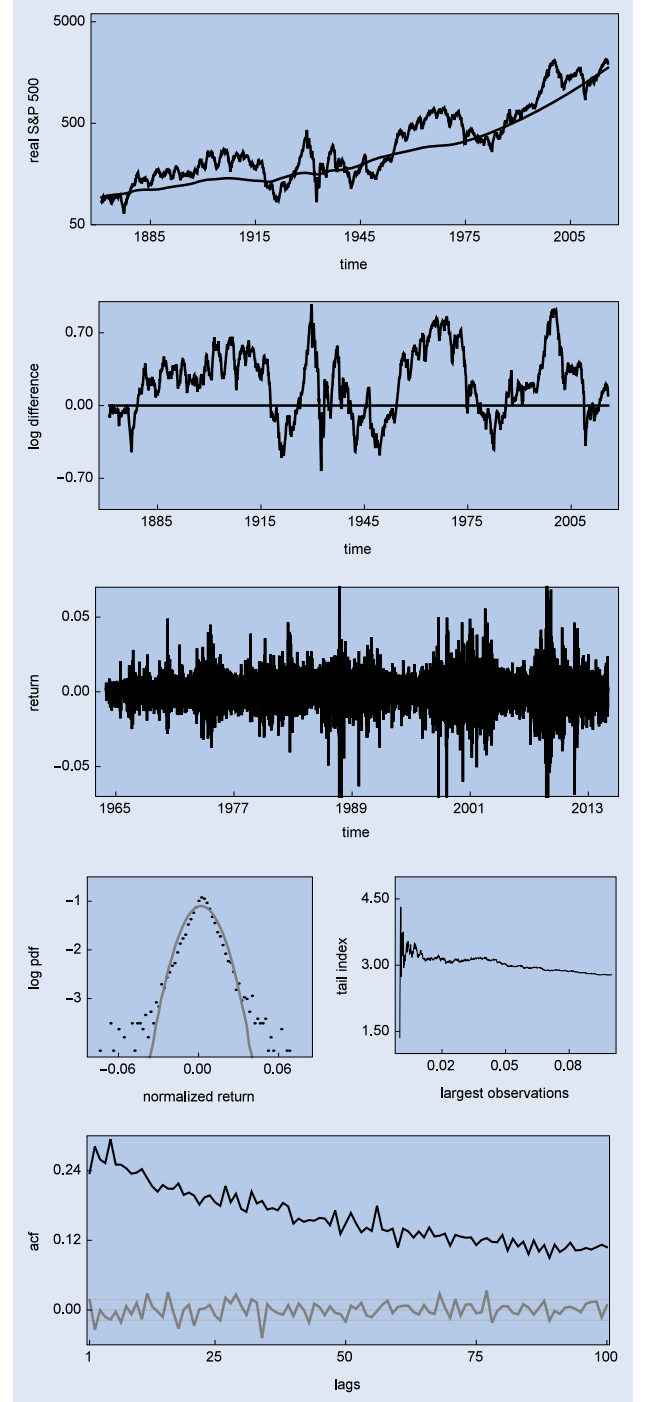 real S&P 500
5000
500
50
1885 1915 1945 1975 2005
time
log difference
0.70
0.00
−0.70
1885 1915 1945 1975 2005
time
return
0.05
0.00
−0.05
1965 1977 1989 2001 2013
time
log pdf
−1
−2
−3
−0.06 0.00 0.06
normalized return
tail index
4.50
3.00
1.50
0.02 0.05 0.08
largest observations
acf
0.24
0.12
0.00
1 25 50 75 100
lags